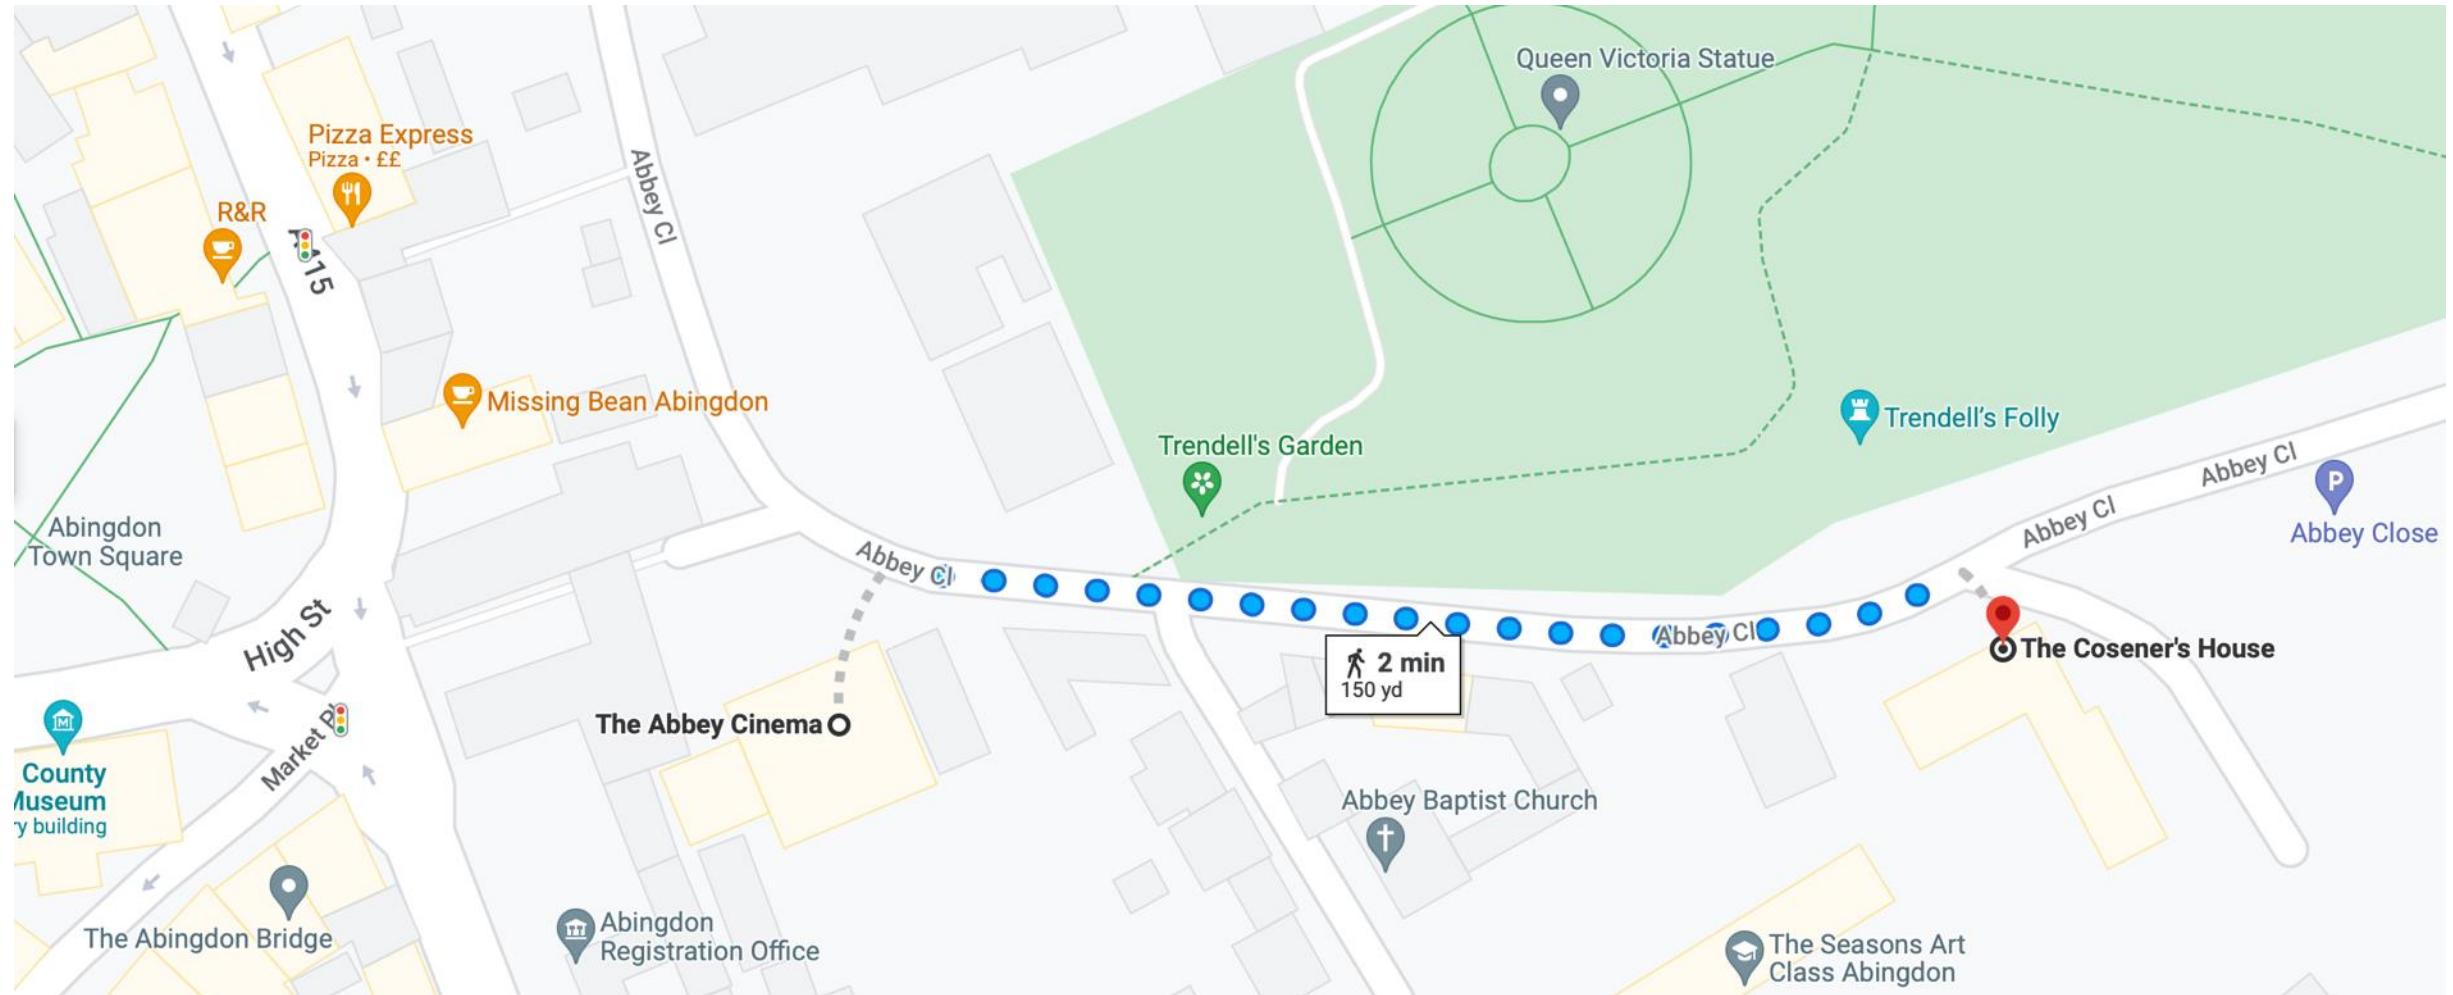 Queen Victoria Statue
Pizza Express
Pizza • ££
Abbey Cl
R&R
Missing Bean Abingdon
Trendell's Garden
Trendell's Folly
Abbey Cl
Abbey Cl
Abbey Close
P
Abingdon
Town Square
Abbey Cl
High St
Abbey Cl
2 min
150 yd
The Cosener's House
The Abbey Cinema
County
Museum
ry building
Abbey Baptist Church
The Abingdon Bridge
Abingdon
Registration Office
The Seasons Art
Class Abingdon